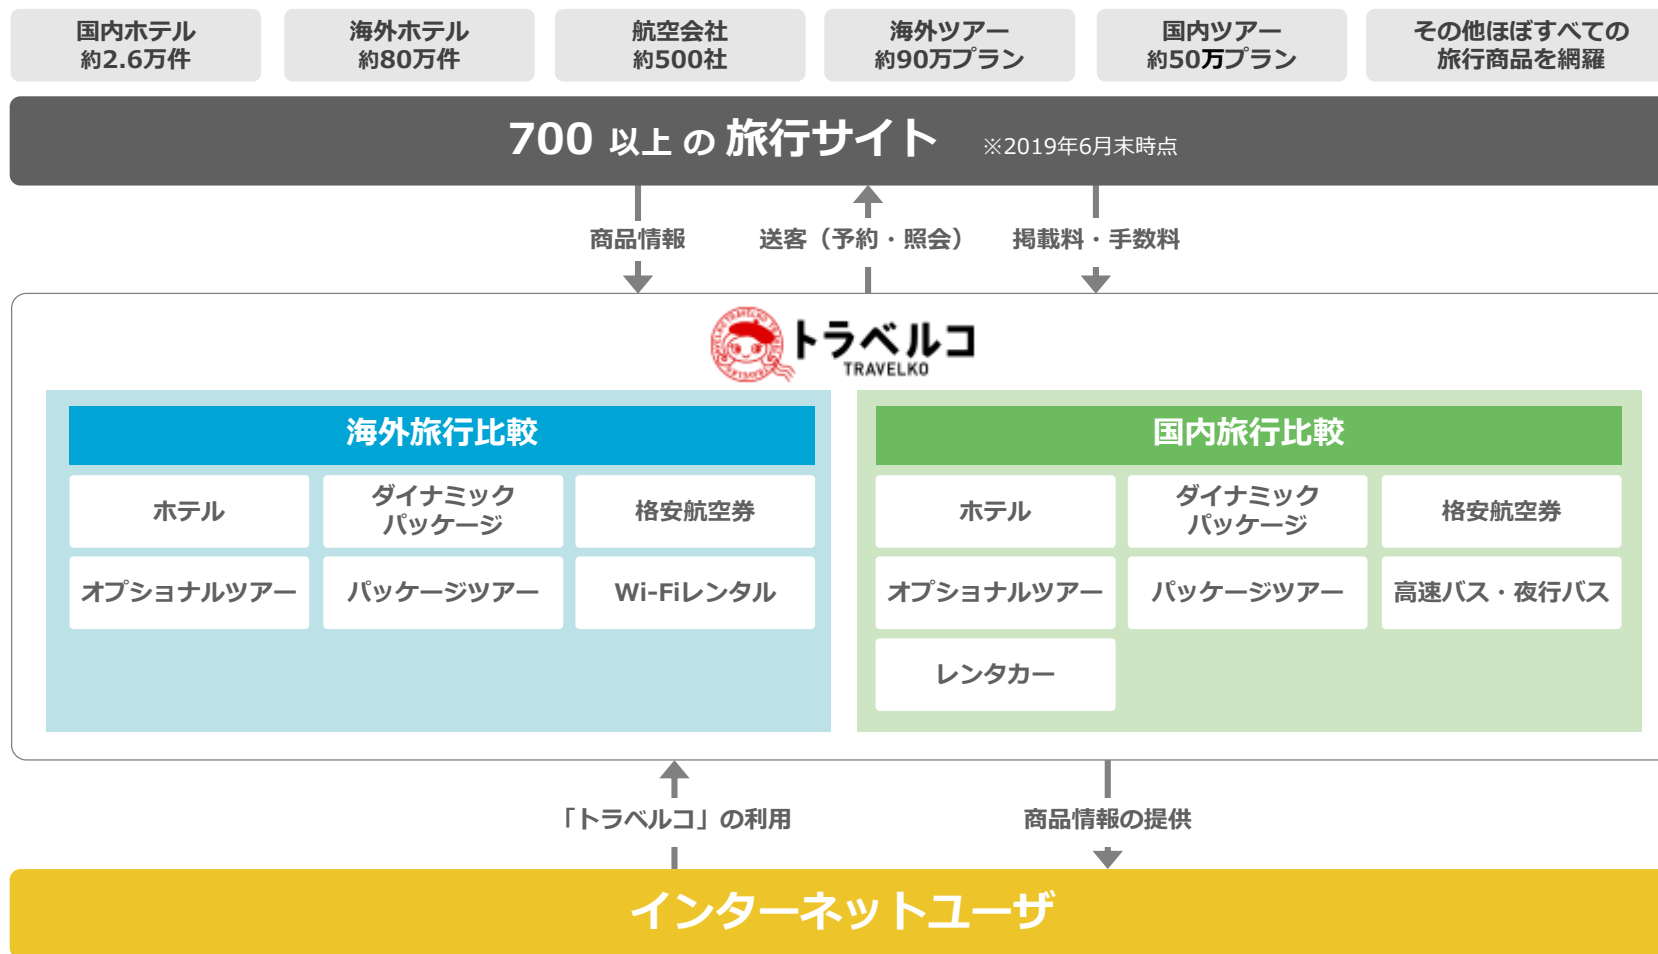 国内ホテル
約2.6万件
海外ホテル
約80万件
航空会社
約500社
海外ツアー
約90万プラン
国内ツアー
約50万プラン
その他ほぼすべての
旅行商品を網羅
700 以上 の 旅行サイト ※2019年6月末時点
商品情報
送客（予約・照会）
掲載料・手数料
トラベルコ
TRAVELKO
海外旅行比較
ホテル
ダイナミック
パッケージ
格安航空券
オプショナルツアー
パッケージツアー
Wi-Fiレンタル
国内旅行比較
ホテル
ダイナミック
パッケージ
格安航空券
オプショナルツアー
パッケージツアー
高速バス・夜行バス
レンタカー
「トラベルコ」の利用
商品情報の提供
インターネットユーザ